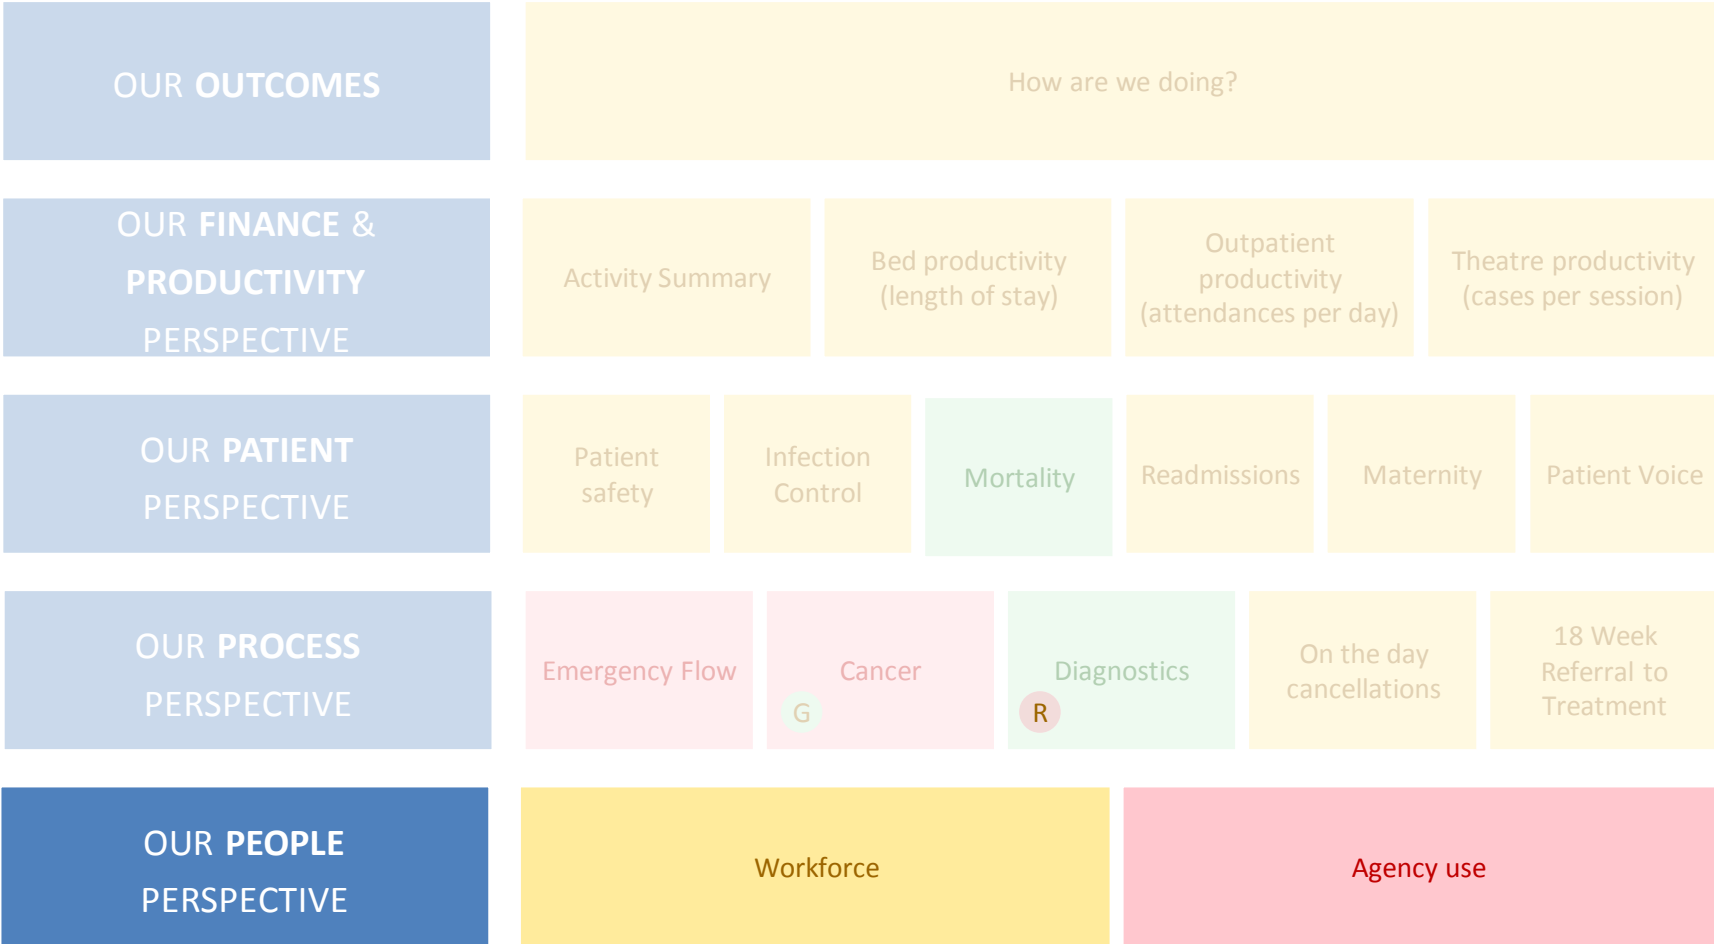 OUR OUTCOMES
How are we doing?
OUR FINANCE &
PRODUCTIVITY
PERSPECTIVE
Activity Summary
Bed productivity
(length of stay)
Outpatient
productivity
(attendances per day)
Theatre productivity
(cases per session)
OUR PATIENT
PERSPECTIVE
Patient
safety
Infection
Control
Mortality
Readmissions
Maternity
Patient Voice
OUR PROCESS
PERSPECTIVE
Emergency Flow
Cancer
G
Diagnostics
R
On the day
cancellations
18 Week
Referral to
Treatment
OUR PEOPLE
PERSPECTIVE
Workforce
Agency use